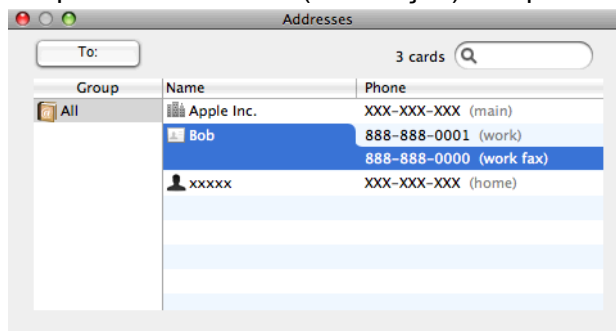 Addresses
To:
3 cards
Group Name Phone
All Apple Inc. XXX-XXX-XXX (main)
Bob 888-888-0001 (work)
888-888-0000 (work fax)
xxxxx XXX-XXX-XXX (home)